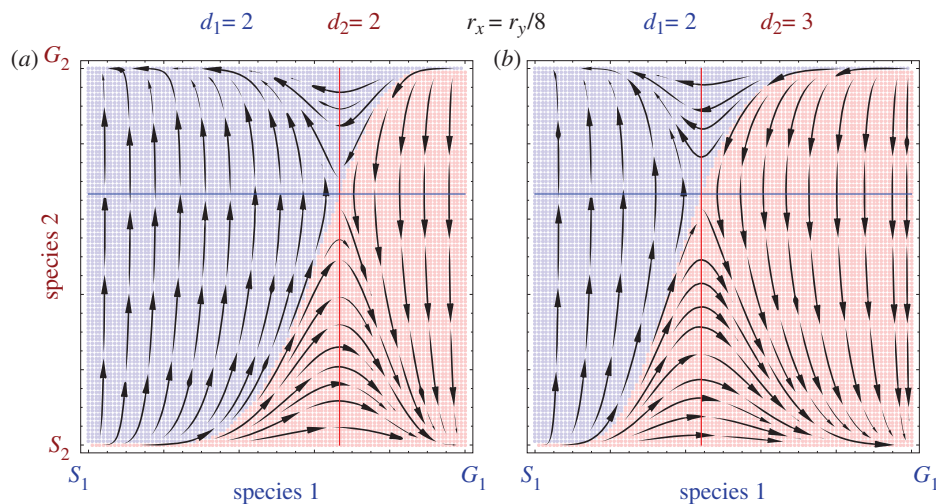 d₁= 2 d₂= 2 rₓ = r_y/8 d₁= 2 d₂= 3
(a) G₂ (b)
species 2
S₂
S₁ G₁ S₁ G₁
species 1 species 1